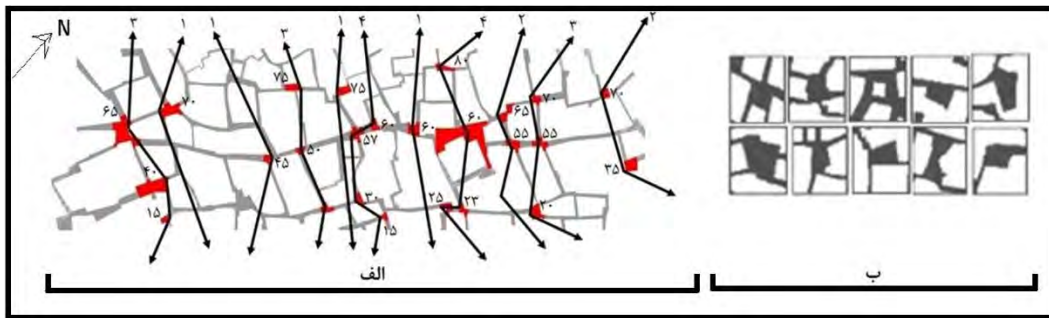 N
۳ ۱ ۱ ۳ ۱ ۴ ۱ ۴ ۲ ۳ ۲
۸۰
۷۵ ۷۵ ۷۰ ۷۰
۶۵ ۷۰ ۶۰ ۶۰ ۶۰ ۶۵
۴۵ ۵۰ ۵۷ ۵۵ ۵۵
۴۰ ۳۵
۱۵ ۳۰ ۱۵ ۲۵ ۲۳ ۳۰
الف
ب